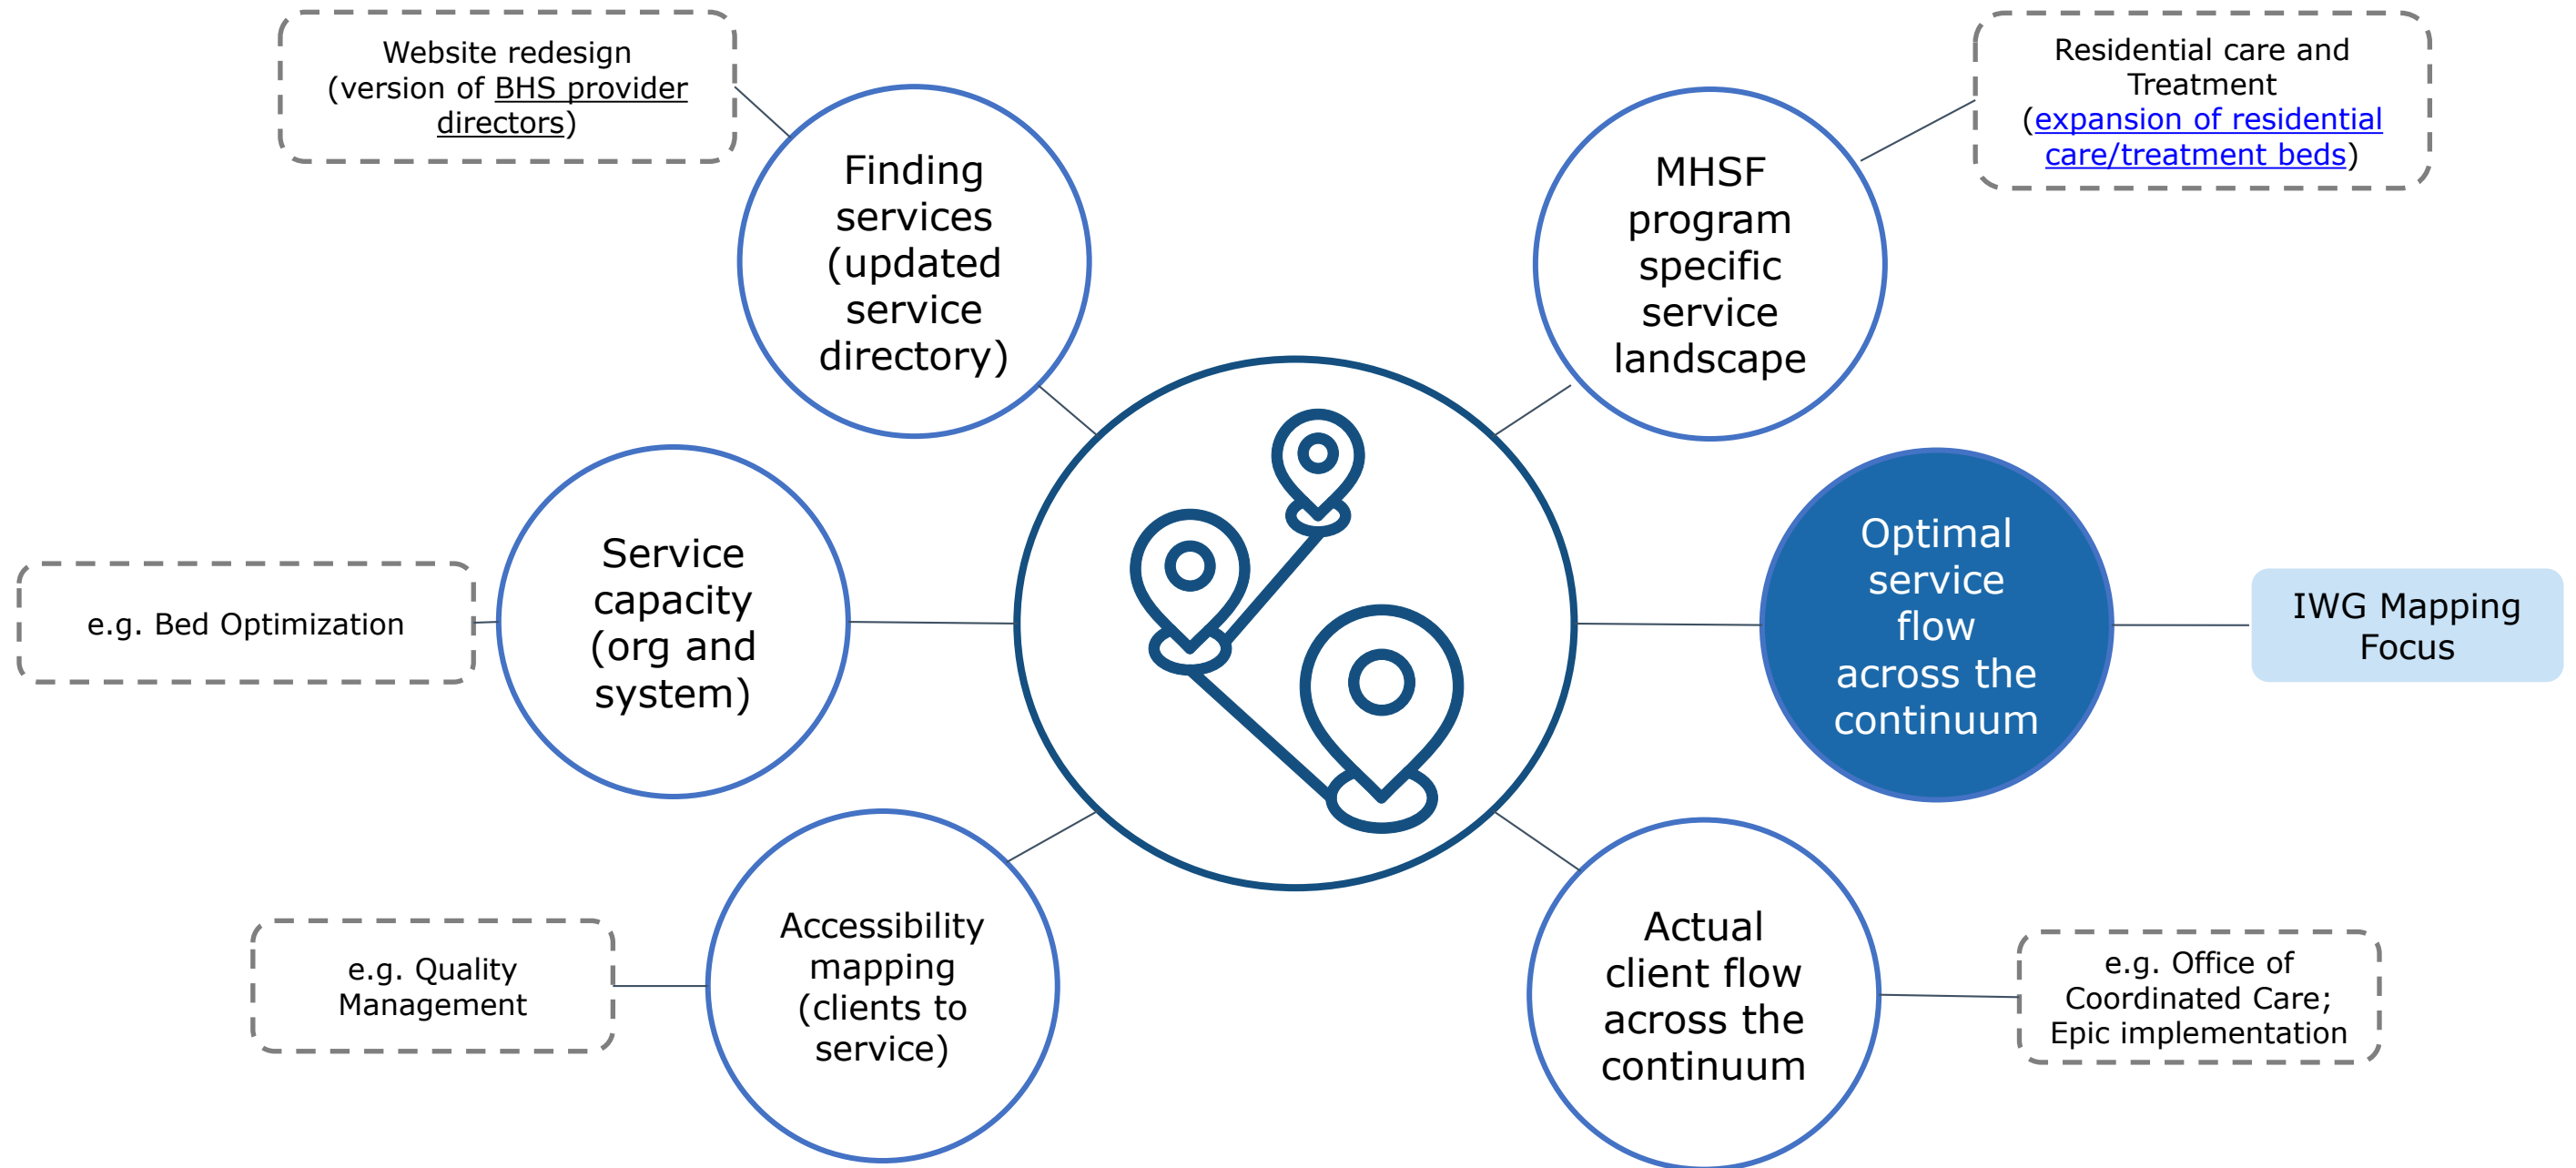 Website redesign
(version of BHS provider
directors)
Finding
services
(updated
service
directory)
MHSF
program
specific
service
landscape
Residential care and
Treatment
(expansion of residential
care/treatment beds)
e.g. Bed Optimization
Service
capacity
(org and
system)
Optimal
service
flow
across the
continuum
IWG Mapping
Focus
e.g. Quality
Management
Accessibility
mapping
(clients to
service)
Actual
client flow
across the
continuum
e.g. Office of
Coordinated Care;
Epic implementation